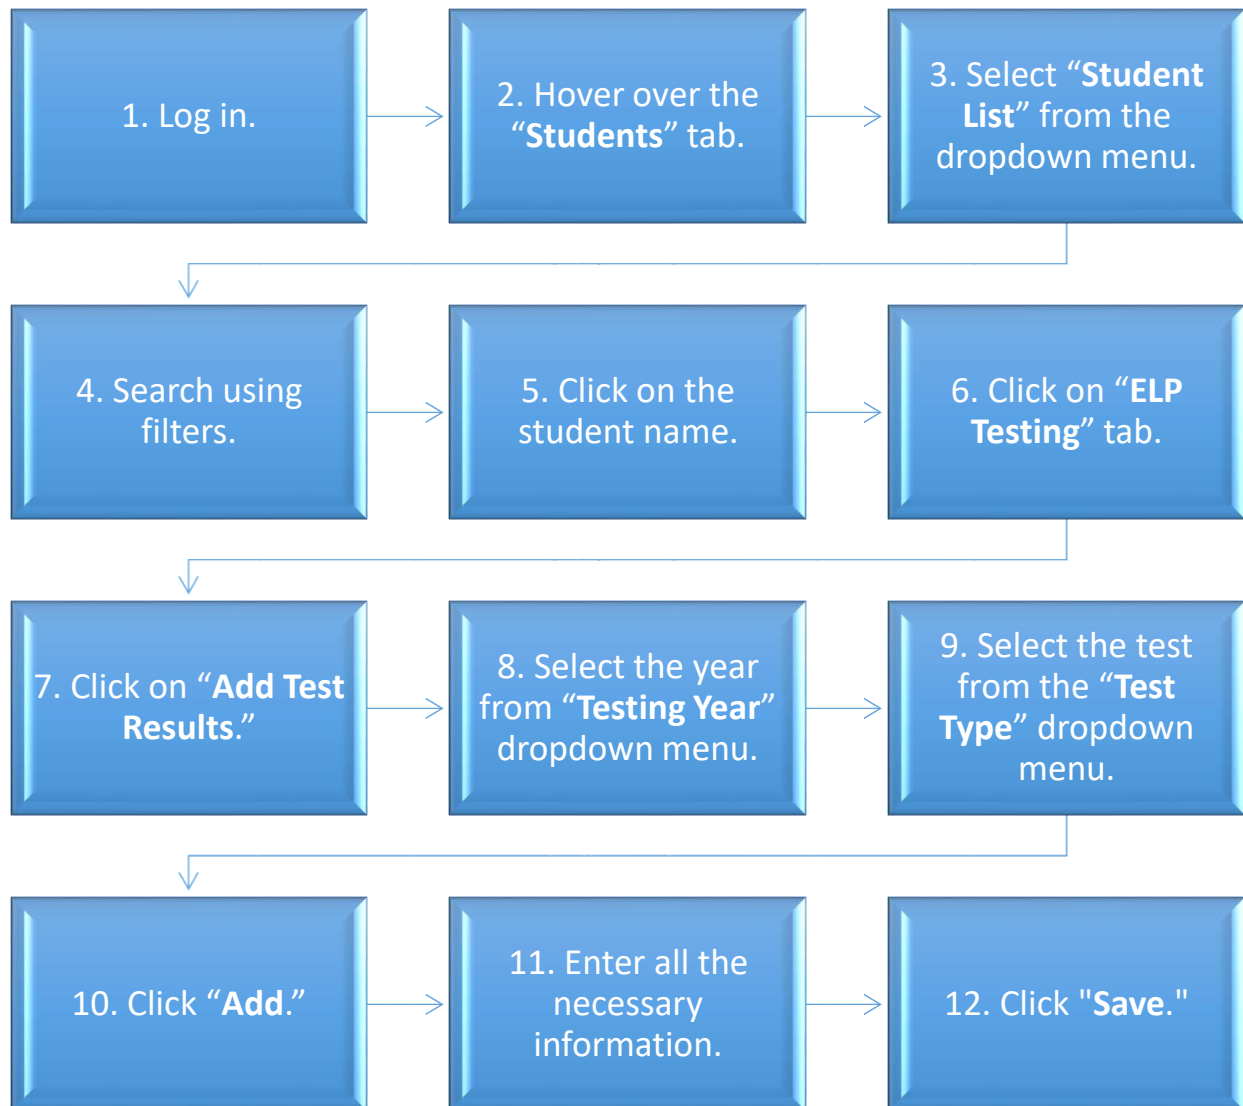 1. Log in.
2. Hover over the
“Students” tab.
3. Select “Student
List” from the
dropdown menu.
4. Search using
filters.
5. Click on the
student name.
6. Click on “ELP
Testing” tab.
7. Click on “Add Test
Results.”
8. Select the year
from “Testing Year”
dropdown menu.
9. Select the test
from the “Test
Type” dropdown
menu.
10. Click “Add.”
11. Enter all the
necessary
information.
12. Click "Save."